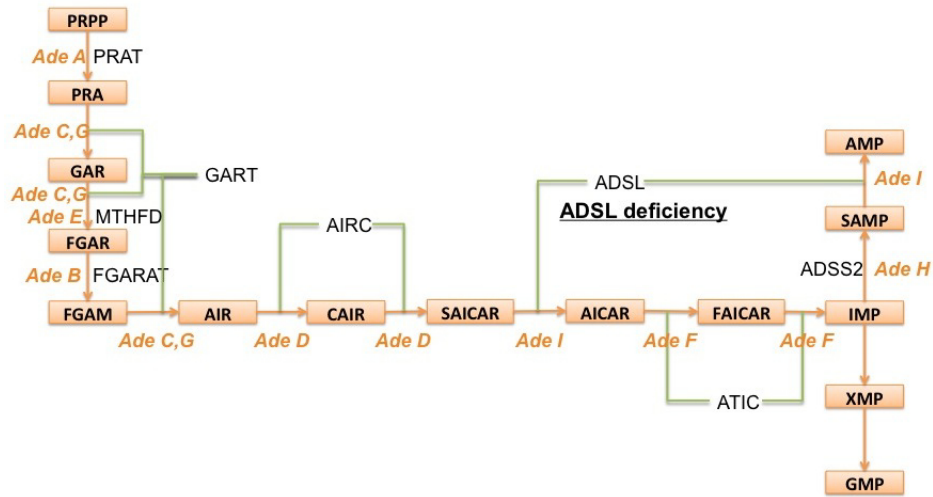 PRPP
Ade A PRAT
PRA
Ade C,G
GAR
GART
Ade C,G
Ade E MTHFD
FGAR
Ade B FGARAT
FGAM
Ade C,G
AIR
Ade D
AIRC
CAIR
Ade D
SAICAR
Ade I
ADSL
ADSL deficiency
AICAR
Ade F
ATIC
FAICAR
Ade F
IMP
ADSS2 Ade H
SAMP
Ade I
AMP
XMP
GMP